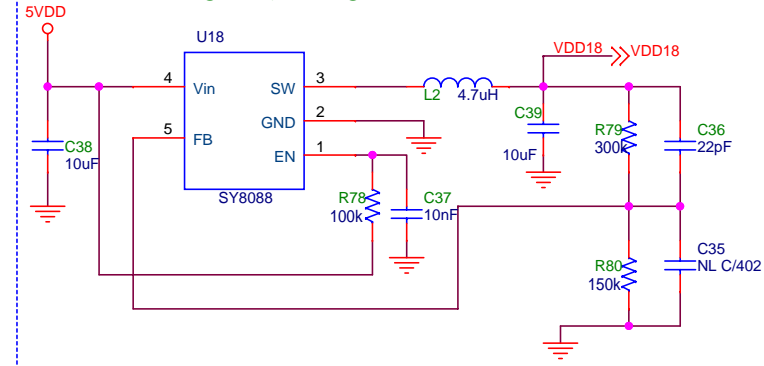 5VDD
U18
VDD18
VDD18
4
Vin
SW
3
L2
4.7uH
C39
10uF
R79
300k
C36
22pF
GND
2
5
FB
C38
10uF
EN
1
SY8088
R78
100k
C37
10nF
C35
NL C/402
R80
150k